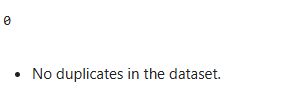 0
• No duplicates in the dataset.